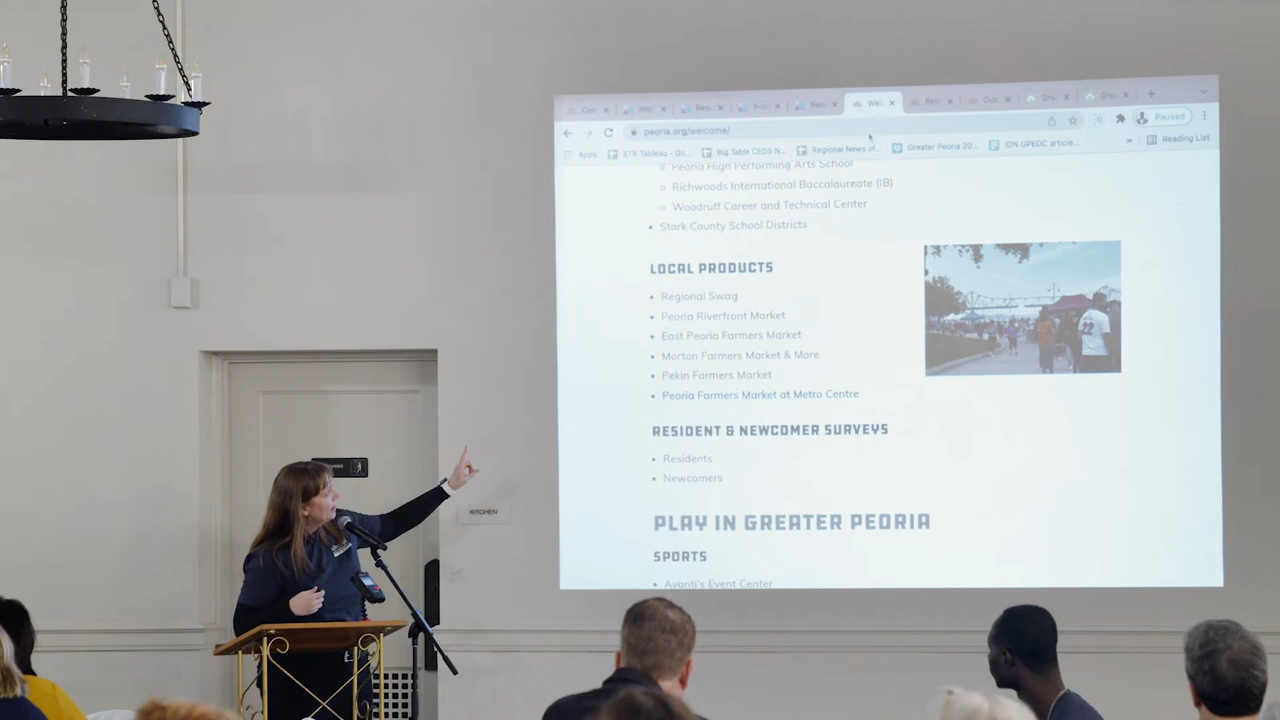 peoria.org/welcome/
Paused
Apps STR Tableau - Go... Big Table CEDS N... Regional News of... Greater Peoria 20... ION GPEDC article... » Reading List
Peoria High Performing Arts School
Richwoods International Baccalaureate (IB)
Woodruff Career and Technical Center
Stark County School Districts
LOCAL PRODUCTS
Regional Swag
Peoria Riverfront Market
East Peoria Farmers Market
Morton Farmers Market & More
Pekin Farmers Market
Peoria Farmers Market at Metro Centre
22
RESIDENT & NEWCOMER SURVEYS
Residents
Newcomers
PLAY IN GREATER PEORIA
SPORTS
Avanti's Event Center
KITCHEN